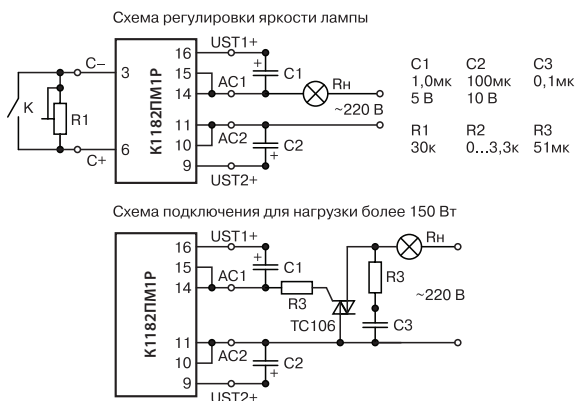 Схема регулировки яркости лампы
16 UST1+
C1
15 AC1
14 Rн
C– 3
K R1
К1182ПМ1Р
~220 В
11 AC2
10 C2
C+ 6
9 UST2+
C1 C2 C3
1,0мк 100мк 0,1мк
5 В 10 В
R1 R2 R3
30к 0...3,3к 51мк
Схема подключения для нагрузки более 150 Вт
16 UST1+
C1
15 AC1
14 R3
Rн
R3
ТС106
C3
~220 В
К1182ПМ1Р
11 AC2
10 C2
9 UST2+